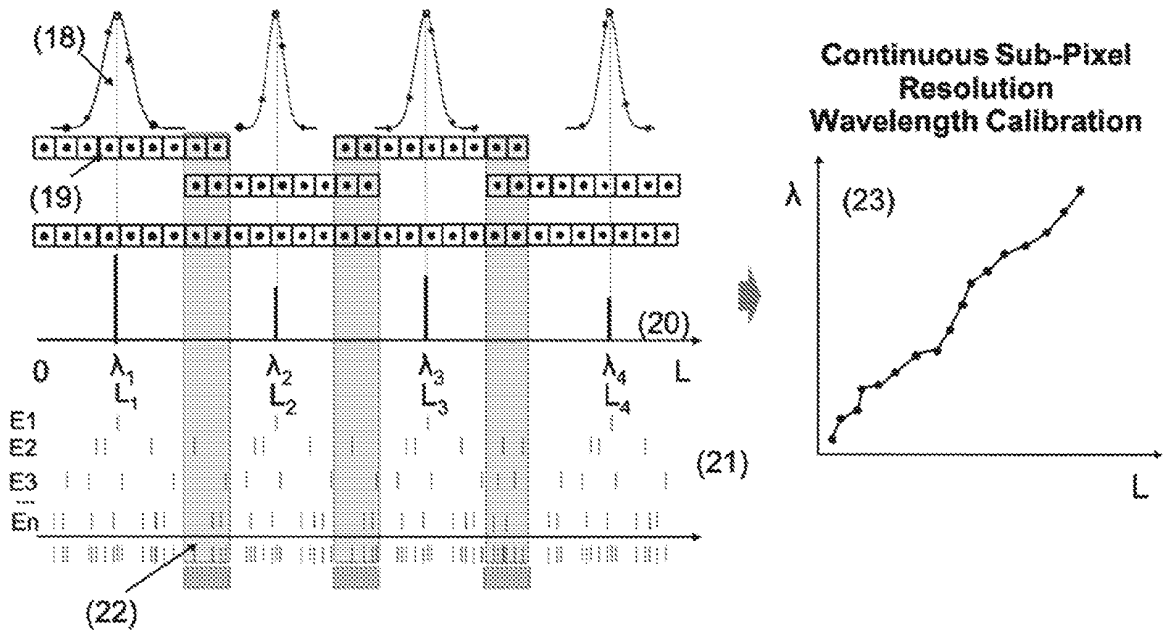 (18)
Continuous Sub-Pixel
Resolution
Wavelength Calibration
(19)
λ (23)
(20)
0 λ1 λ2 λ3 λ4 L
L1 L2 L3 L4
E1
E2
(21)
E3
L
...
En
(22)